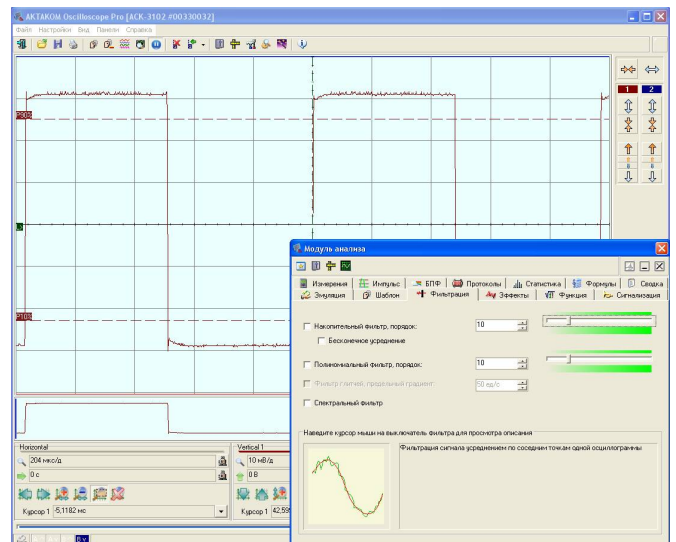 АКТАКОМ Oscilloscope Pro [ACK-3102 #00330032]
Файл Настройки Вид Панели Справка
1 2
P90%
P10%
Модуль анализа
Измерения Импульс БПФ Протоколы Статистика Формулы Сводка
Эмуляция Шаблон Фильтрация Эффекты Функция Сигнализация
Накопительный фильтр, порядок: 10
Бесконечное усреднение
Полиномиальный фильтр, порядок: 10
Фильтр глитчей, предельный градиент: 50 ед/с
Спектральный фильтр
Наведите курсор мыши на выключатель фильтра для просмотра описания
Фильтрация сигнала усреднением по соседним точкам одной осциллограммы
Horizontal Vertical 1
204 мкс/д 10 мВ/д
0 с 0 В
Курсор 1 -5,1182 мс Курсор 1